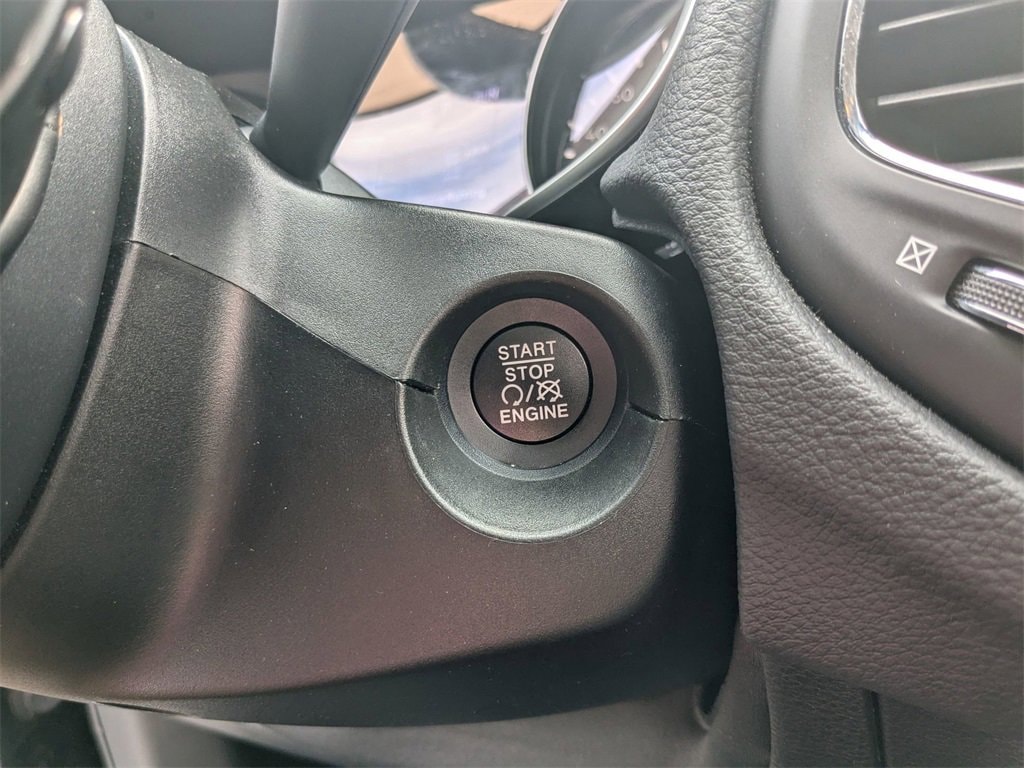 START
STOP
/
ENGINE